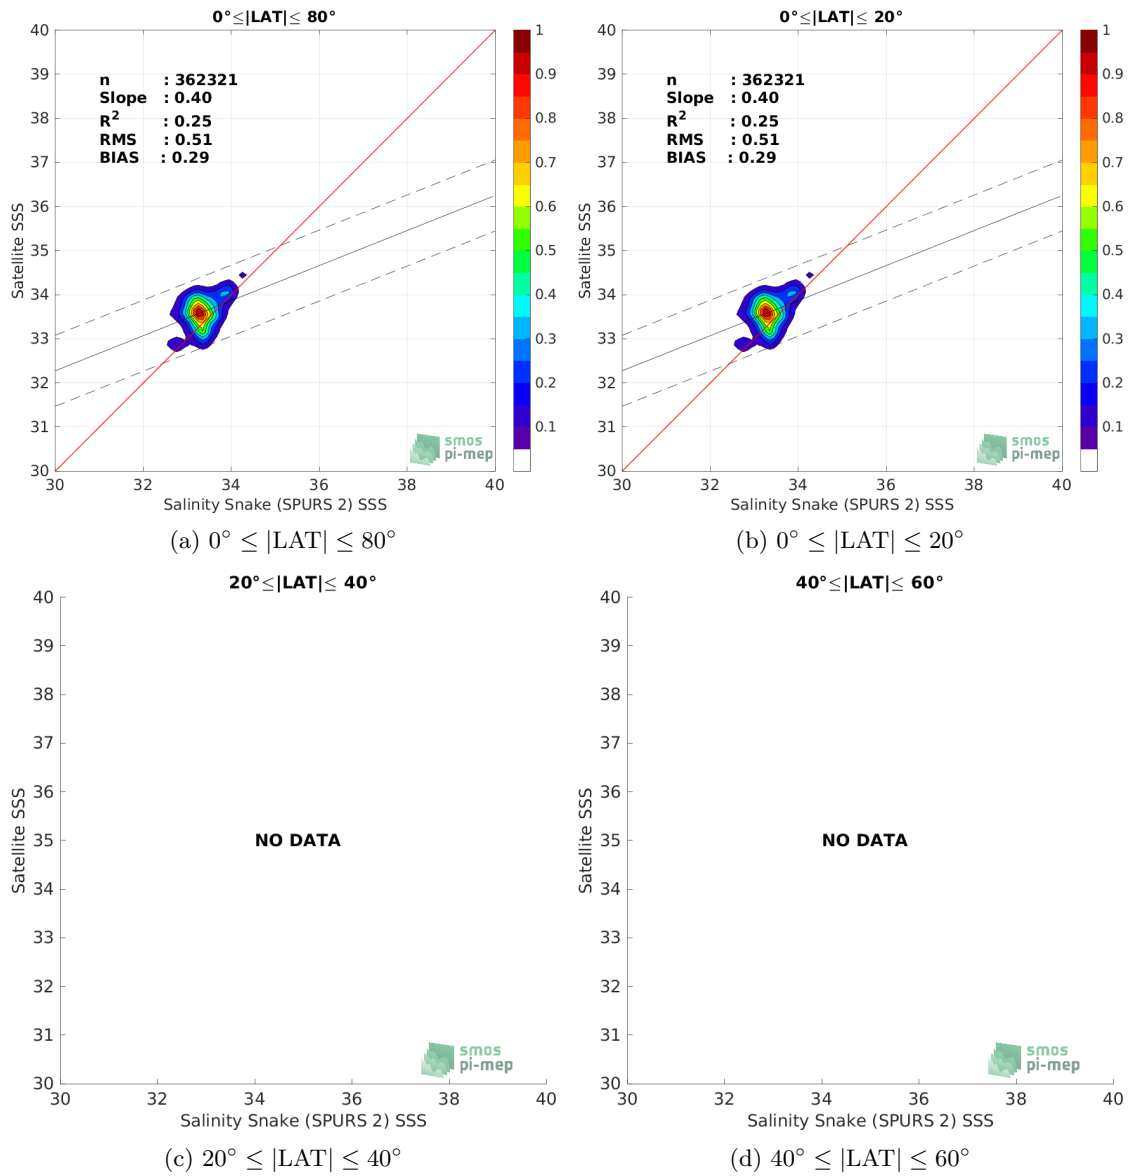 0°≤|LAT|≤ 80°
40
39
38
37
36
35
34
33
32
31
30
30
32
34
36
38
40
Satellite SSS
Salinity Snake (SPURS 2) SSS
n : 362321
Slope : 0.40
R² : 0.25
RMS : 0.51
BIAS : 0.29
1
0.9
0.8
0.7
0.6
0.5
0.4
0.3
0.2
0.1
smos
pi-mep
(a) 0° ≤ |LAT| ≤ 80°
0°≤|LAT|≤ 20°
40
39
38
37
36
35
34
33
32
31
30
30
32
34
36
38
40
Satellite SSS
Salinity Snake (SPURS 2) SSS
n : 362321
Slope : 0.40
R² : 0.25
RMS : 0.51
BIAS : 0.29
1
0.9
0.8
0.7
0.6
0.5
0.4
0.3
0.2
0.1
smos
pi-mep
(b) 0° ≤ |LAT| ≤ 20°
20°≤|LAT|≤ 40°
40
39
38
37
36
35
34
33
32
31
30
30
32
34
36
38
40
Satellite SSS
Salinity Snake (SPURS 2) SSS
NO DATA
smos
pi-mep
(c) 20° ≤ |LAT| ≤ 40°
40°≤|LAT|≤ 60°
40
39
38
37
36
35
34
33
32
31
30
30
32
34
36
38
40
Satellite SSS
Salinity Snake (SPURS 2) SSS
NO DATA
smos
pi-mep
(d) 40° ≤ |LAT| ≤ 60°